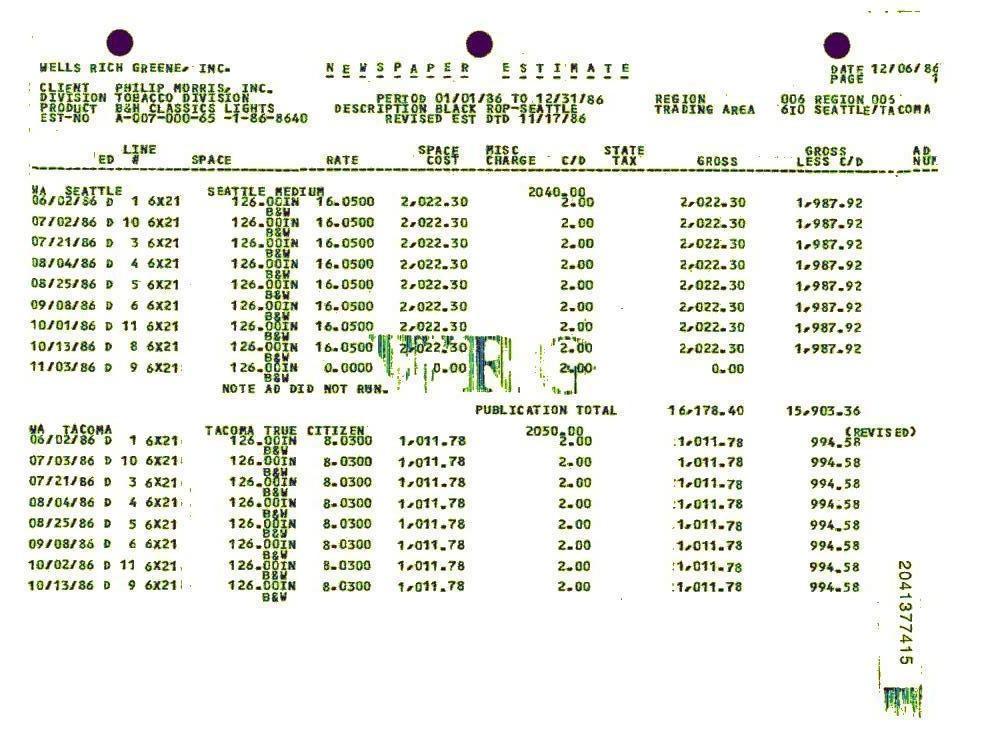 WELLS RICH GREENE, INC. N E W S P A P E R E S T I M A T E DATE 12/06/86
PAGE 1
CLIENT PHILIP MORRIS, INC.
DIVISION TOBACCO DIVISION PERIOD 01/01/86 TO 12/31/86 REGION 006 REGION 006
PRODUCT B&H CLASSICS LIGHTS DESCRIPTION BLACK ROP-SEATTLE TRADING AREA 610 SEATTLE/TACOMA
EST-NO A-007-000-65 -1-86-8640 REVISED EST DTD 11/17/86
LINE SPACE MISC STATE GROSS AD
ED # SPACE RATE COST CHARGE C/D TAX GROSS LESS C/D NUM
WA SEATTLE SEATTLE MEDIUM 2040.00
06/02/86 D 1 6X21 126.00IN 16.0500 2,022.30 2.00 2,022.30 1,987.92
B&W
07/02/86 D 10 6X21 126.00IN 16.0500 2,022.30 2.00 2,022.30 1,987.92
B&W
07/21/86 D 3 6X21 126.00IN 16.0500 2,022.30 2.00 2,022.30 1,987.92
B&W
08/04/86 D 4 6X21 126.00IN 16.0500 2,022.30 2.00 2,022.30 1,987.92
B&W
08/25/86 D 5 6X21 126.00IN 16.0500 2,022.30 2.00 2,022.30 1,987.92
B&W
09/08/86 D 6 6X21 126.00IN 16.0500 2,022.30 2.00 2,022.30 1,987.92
B&W
10/01/86 D 11 6X21 126.00IN 16.0500 2,022.30 2.00 2,022.30 1,987.92
B&W
10/13/86 D 8 6X21 126.00IN 16.0500 2,022.30 2.00 2,022.30 1,987.92
B&W
11/03/86 D 9 6X21 126.00IN 0.0000 0.00 2.00 0.00
B&W
NOTE AD DID NOT RUN.
WRG
PUBLICATION TOTAL 16,178.40 15,903.36
WA TACOMA TACOMA TRUE CITIZEN 2050.00 (REVISED)
06/02/86 D 1 6X21 126.00IN 8.0300 1,011.78 2.00 1,011.78 994.58
B&W
07/03/86 D 10 6X21 126.00IN 8.0300 1,011.78 2.00 1,011.78 994.58
B&W
07/21/86 D 3 6X21 126.00IN 8.0300 1,011.78 2.00 1,011.78 994.58
B&W
08/04/86 D 4 6X21 126.00IN 8.0300 1,011.78 2.00 1,011.78 994.58
B&W
08/25/86 D 5 6X21 126.00IN 8.0300 1,011.78 2.00 1,011.78 994.58
B&W
09/08/86 D 6 6X21 126.00IN 8.0300 1,011.78 2.00 1,011.78 994.58
B&W
10/02/86 D 11 6X21 126.00IN 8.0300 1,011.78 2.00 1,011.78 994.58
B&W
10/13/86 D 9 6X21 126.00IN 8.0300 1,011.78 2.00 1,011.78 994.58
B&W
2041377415